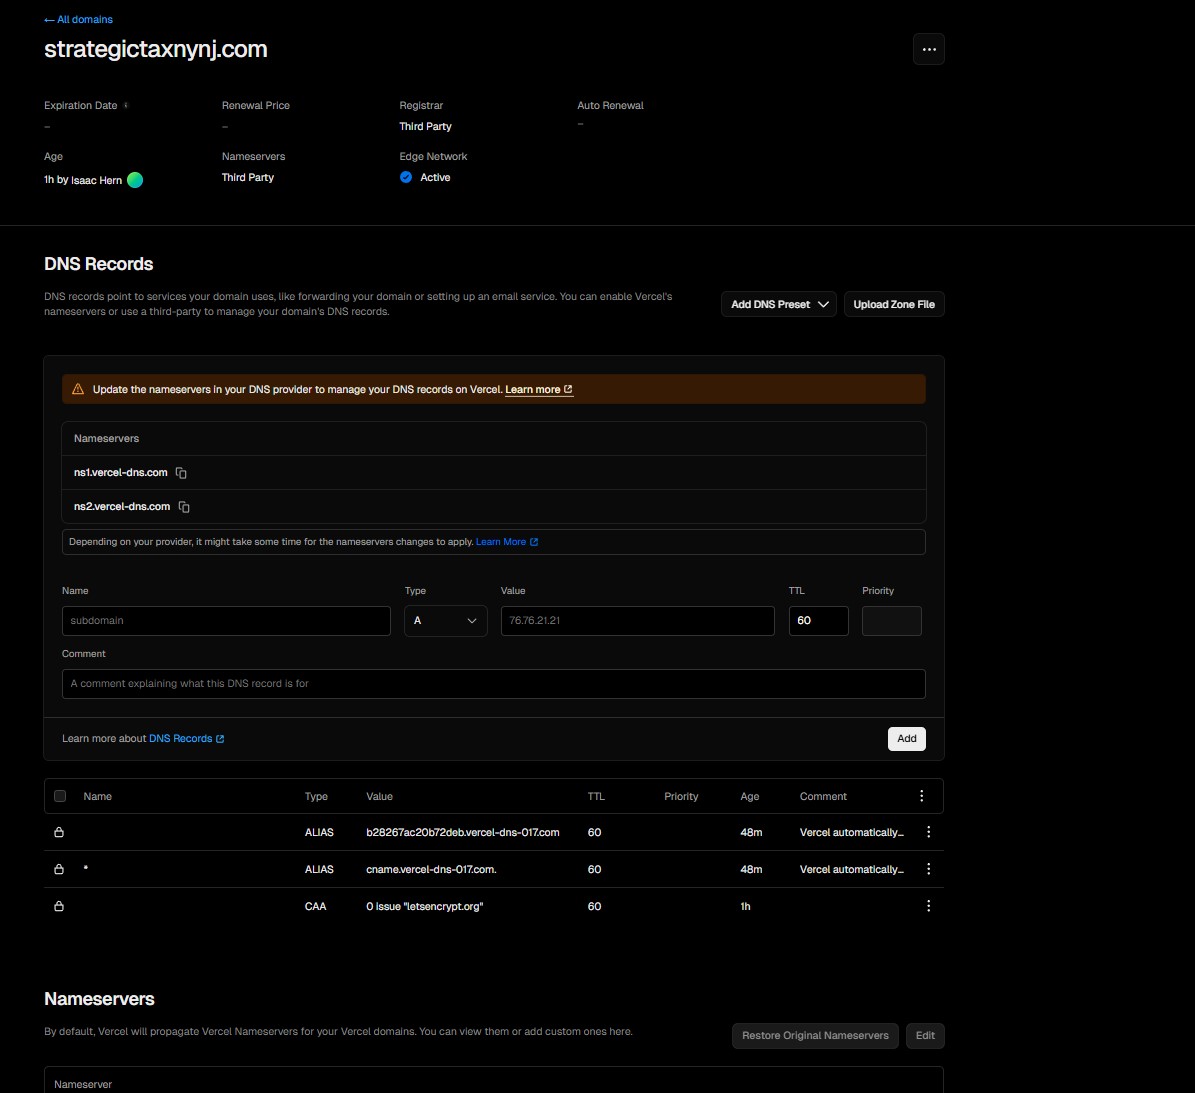 ← All domains
strategictaxnynj.com
Expiration Date
Renewal Price
Registrar
Auto Renewal
–
–
Third Party
–
Age
Nameservers
Edge Network
1h by Isaac Hern
Third Party
Active
DNS Records
DNS records point to services your domain uses, like forwarding your domain or setting up an email service. You can enable Vercel's
nameservers or use a third-party to manage your domain's DNS records.
Add DNS Preset
Upload Zone File
Update the nameservers in your DNS provider to manage your DNS records on Vercel. Learn more
Nameservers
ns1.vercel-dns.com
ns2.vercel-dns.com
Depending on your provider, it might take some time for the nameservers changes to apply. Learn More
Name
Type
Value
TTL
Priority
subdomain
A
76.76.21.21
60
Comment
A comment explaining what this DNS record is for
Learn more about DNS Records
Add
Name Type Value TTL Priority Age Comment
ALIAS b28267ac20b72deb.vercel-dns-017.com 60 48m Vercel automatically...
* ALIAS cname.vercel-dns-017.com. 60 48m Vercel automatically...
CAA 0 issue "letsencrypt.org" 60 1h
Nameservers
By default, Vercel will propagate Vercel Nameservers for your Vercel domains. You can view them or add custom ones here.
Restore Original Nameservers
Edit
Nameserver